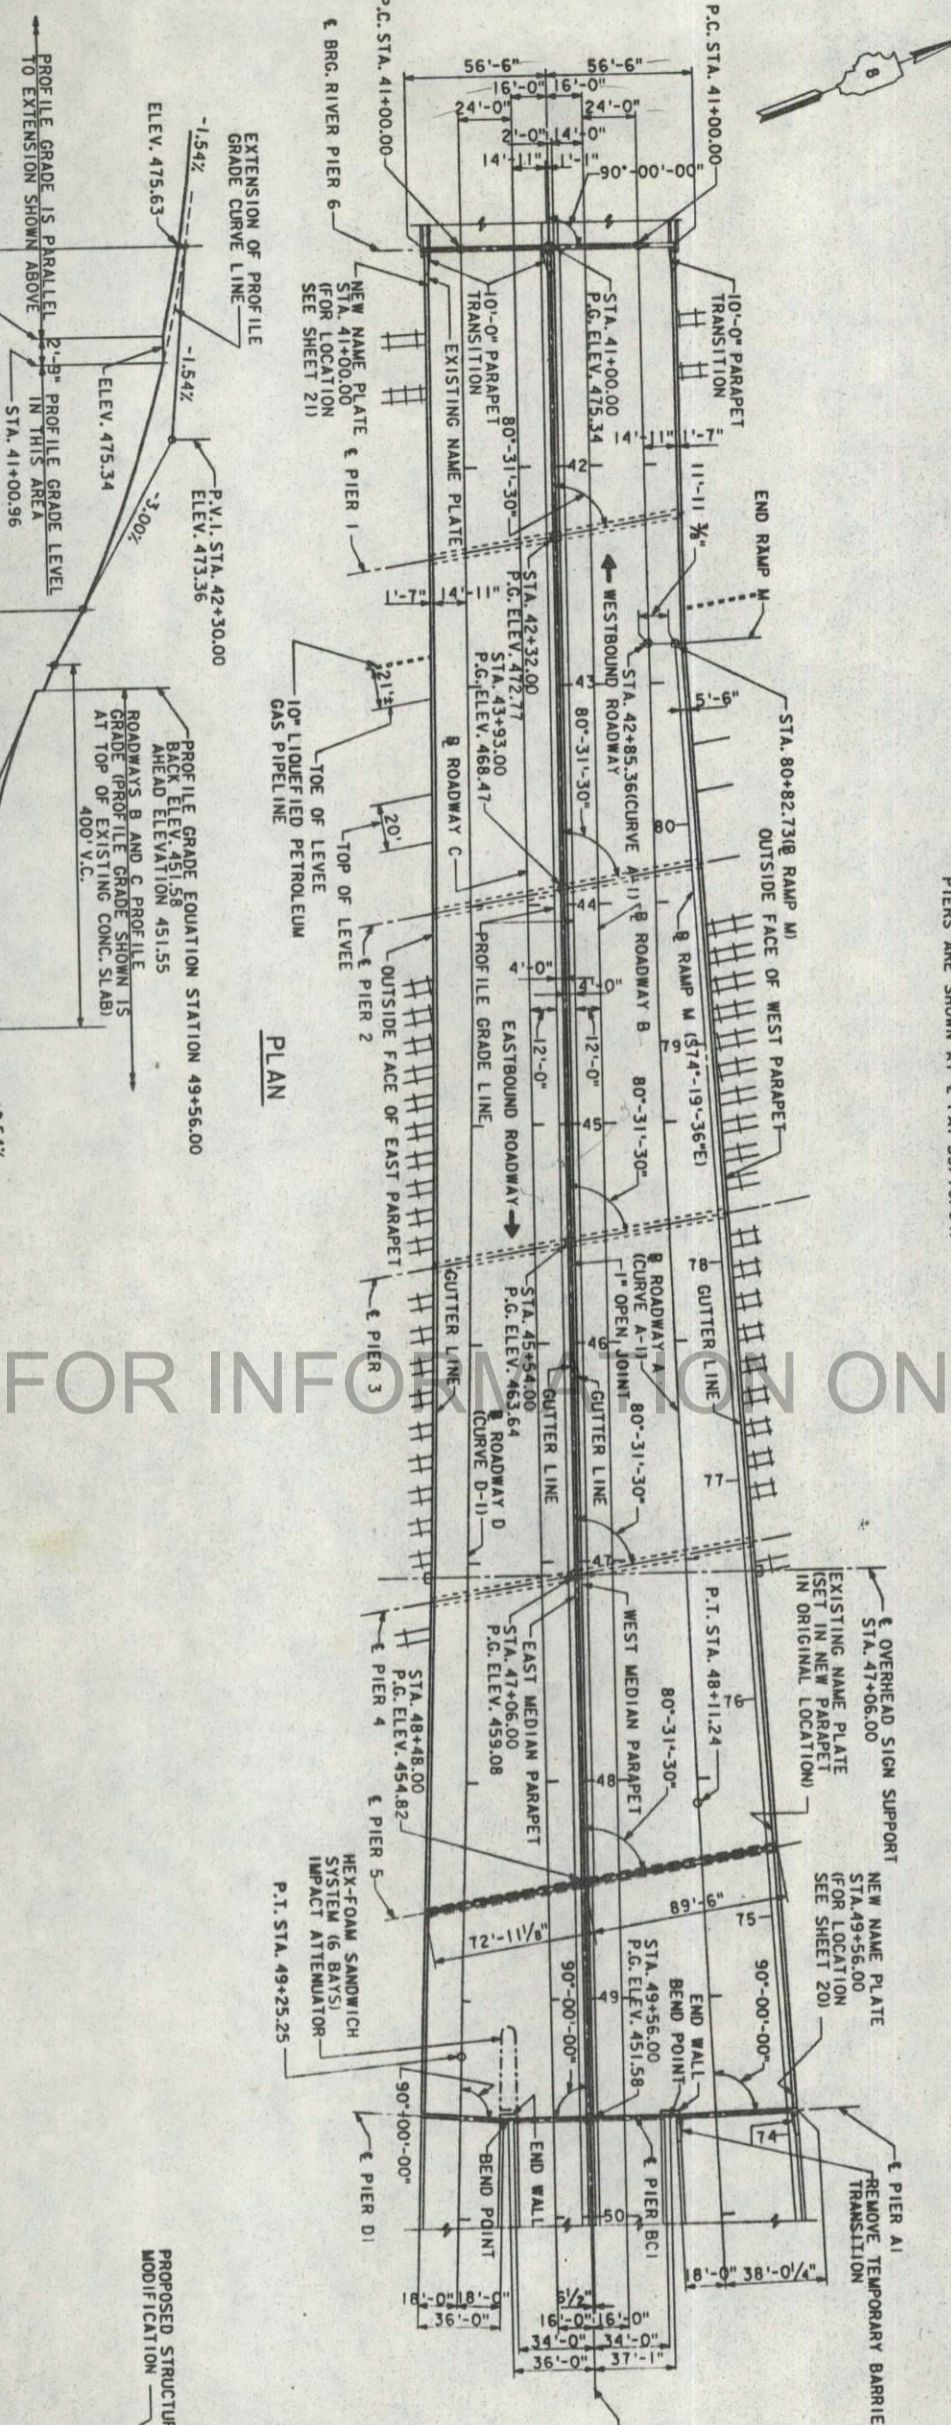 P.C. STA. 41+00.00
P.C. STA. 41+00.00
56'-6" 56'-6"
16'-0" 16'-0"
24'-0" 24'-0"
2'-0" 14'-0"
14'-11" 1'-1"
90°-00'-00"
℄ BRG. RIVER PIER 6
NEW NAME PLATE
STA. 41+00.00
(FOR LOCATION
SEE SHEET 21)
EXISTING NAME PLATE
10'-0" PARAPET
TRANSITION
STA. 41+00.00
P.G. ELEV. 475.34
10'-0" PARAPET
TRANSITION
14'-11" 1'-7"
11'-11 ⅜"
END RAMP M
STA. 80+82.73(℄ RAMP M)
5'-6"
80°-31'-30"
42
℄ PIER 1
1'-7" 14'-11"
STA. 42+32.00
P.G. ELEV. 472.77
WESTBOUND ROADWAY
STA. 42+85.36(CURVE A-1)
43
80°-31'-30"
STA. 43+93.00
P.G. ELEV. 468.47
80
OUTSIDE FACE OF WEST PARAPET
℄ RAMP M (S74°-19'-36"E)
21'±
20'
TOE OF LEVEE
10" LIQUEFIED PETROLEUM
GAS PIPELINE
TOP OF LEVEE
℄ ROADWAY C
44
℄ ROADWAY B
℄ PIER 2
OUTSIDE FACE OF EAST PARAPET
PROFILE GRADE LINE
4'-0" 4'-0"
12'-0" 12'-0"
79
EASTBOUND ROADWAY
45
80°-31'-30"
PLAN
℄ PIER 3
GUTTER LINE
STA. 45+54.00
P.G. ELEV. 463.64
℄ ROADWAY A
(CURVE A-1)
1" OPEN JOINT
78
GUTTER LINE
46
GUTTER LINE
GUTTER LINE
℄ ROADWAY D
(CURVE D-1)
80°-31'-30"
77
47
℄ OVERHEAD SIGN SUPPORT
STA. 47+06.00
EXISTING NAME PLATE
(SET IN NEW PARAPET
IN ORIGINAL LOCATION)
WEST MEDIAN PARAPET
EAST MEDIAN PARAPET
STA. 47+06.00
P.G. ELEV. 459.08
℄ PIER 4
P.T. STA. 48+11.24
76
80°-31'-30"
48
STA. 48+48.00
P.G. ELEV. 454.82
℄ PIER 5
72'-11⅛" 89'-6"
75
NEW NAME PLATE
STA.49+56.00
(FOR LOCATION
SEE SHEET 20)
HEX-FOAM SANDWICH
SYSTEM (6 BAYS)
IMPACT ATTENUATOR
P.T. STA. 49+25.25
49
STA. 49+56.00
P.G. ELEV. 451.58
END WALL
BEND POINT
90°-00'-00"
90°-00'-00"
90°+00'-00"
74
℄ PIER A1
REMOVE TEMPORARY BARRIE
TRANSITION
℄ PIER D1
END WALL
BEND POINT
℄ PIER BC1
50
18'-0" 38'-0¼"
18'-0" 18'-0"
36'-0"
6½"
16'-0" 16'-0"
34'-0" 34'-0"
36'-0" 37'-1"
EXTENSION OF PROFILE
GRADE CURVE LINE
-1.54%
ELEV. 475.63
-1.54%
P.V.I. STA. 42+30.00
ELEV. 473.36
-3.00%
ELEV. 475.34
PROFILE GRADE IS PARALLEL
TO EXTENSION SHOWN ABOVE
2'-9" PROFILE GRADE LEVEL
IN THIS AREA
STA. 41+00.96
PROFILE GRADE EQUATION STATION 49+56.00
BACK ELEV. 451.58
AHEAD ELEVATION 451.55
ROADWAYS B AND C PROFILE
GRADE (PROFILE GRADE SHOWN IS
AT TOP OF EXISTING CONC. SLAB)
400' V.C.
PROPOSED STRUCTUR
MODIFICATION
FOR INFORMATION ON